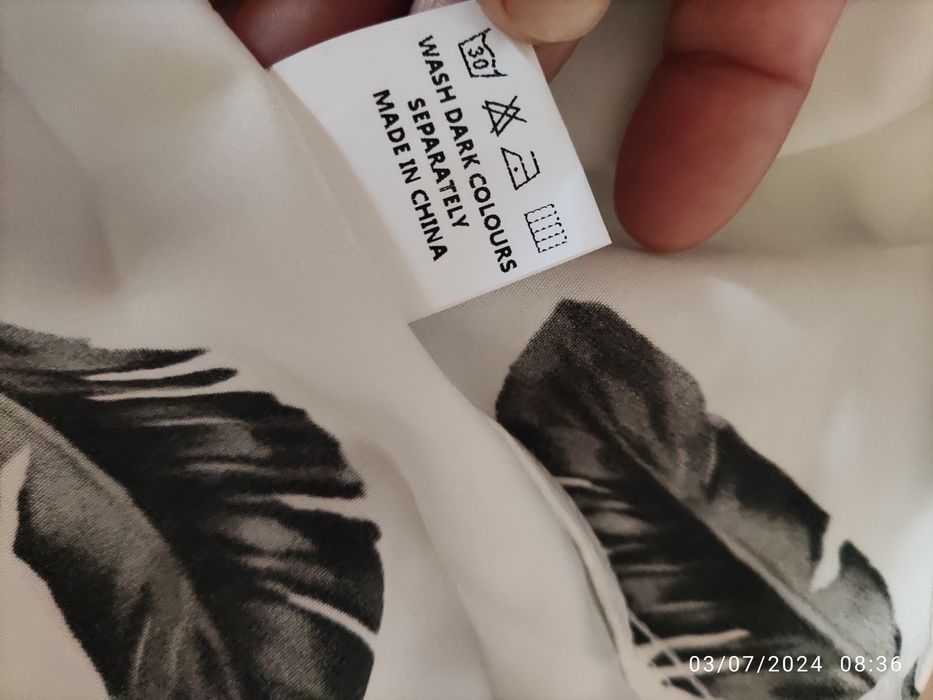 30
WASH DARK COLOURS
SEPARATELY
MADE IN CHINA
03/07/2024 08:36